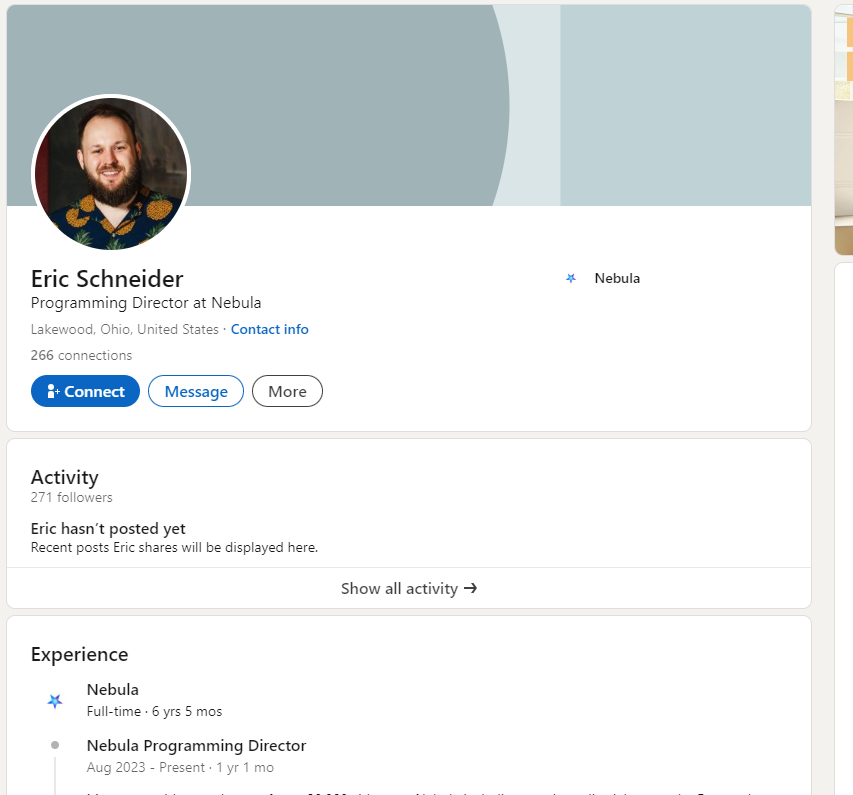 Eric Schneider
Nebula
Programming Director at Nebula
Lakewood, Ohio, United States · Contact info
266 connections
Connect
Message
More
Activity
271 followers
Eric hasn't posted yet
Recent posts Eric shares will be displayed here.
Show all activity →
Experience
Nebula
Full-time · 6 yrs 5 mos
Nebula Programming Director
Aug 2023 - Present · 1 yr 1 mo